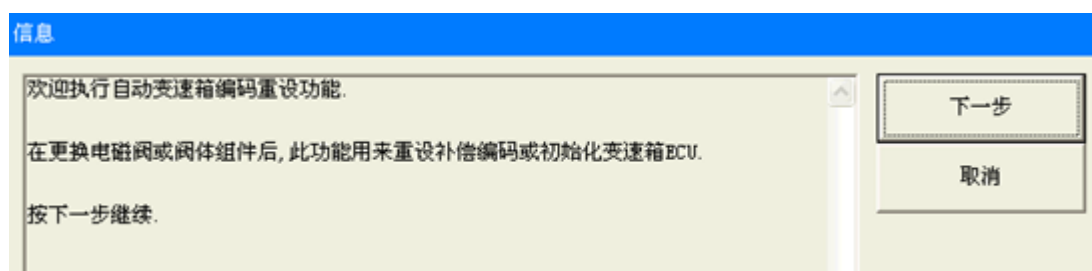 信息
欢迎执行自动变速箱编码重设功能.
下一步
在更换电磁阀或阀体组件后, 此功能用来重设补偿编码或初始化变速箱ECU.
取消
按下一步继续.